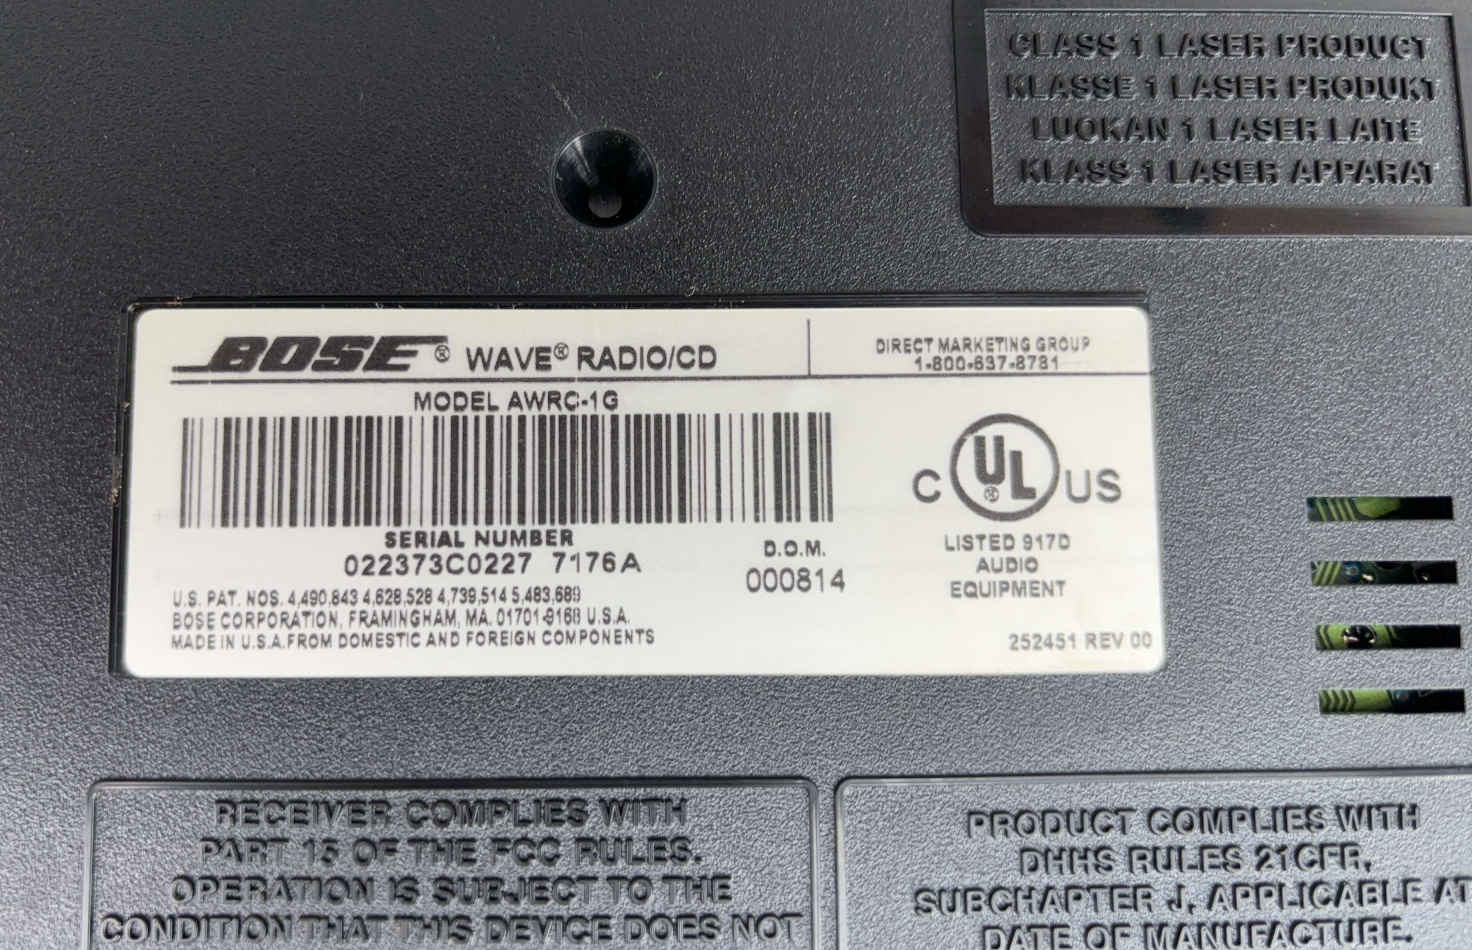 CLASS 1 LASER PRODUCT
KLASSE 1 LASER PRODUKT
LUOKAN 1 LASER LAITE
KLASS 1 LASER APPARAT
BOSE® WAVE® RADIO/CD
DIRECT MARKETING GROUP
1-800-637-8781
MODEL AWRC-1G
C UL® US
SERIAL NUMBER
022373C0227 7176A
D.O.M.
000814
LISTED 917D
AUDIO
EQUIPMENT
U.S. PAT. NOS. 4,490,843 4,628,528 4,739,514 5,483,689
BOSE CORPORATION, FRAMINGHAM, MA. 01701-9168 U.S.A.
MADE IN U.S.A. FROM DOMESTIC AND FOREIGN COMPONENTS
252451 REV 00
RECEIVER COMPLIES WITH
PART 15 OF THE FCC RULES.
OPERATION IS SUBJECT TO THE
CONDITION THAT THIS DEVICE DOES NOT
PRODUCT COMPLIES WITH
DHHS RULES 21CFR,
SUBCHAPTER J, APPLICABLE AT
DATE OF MANUFACTURE.